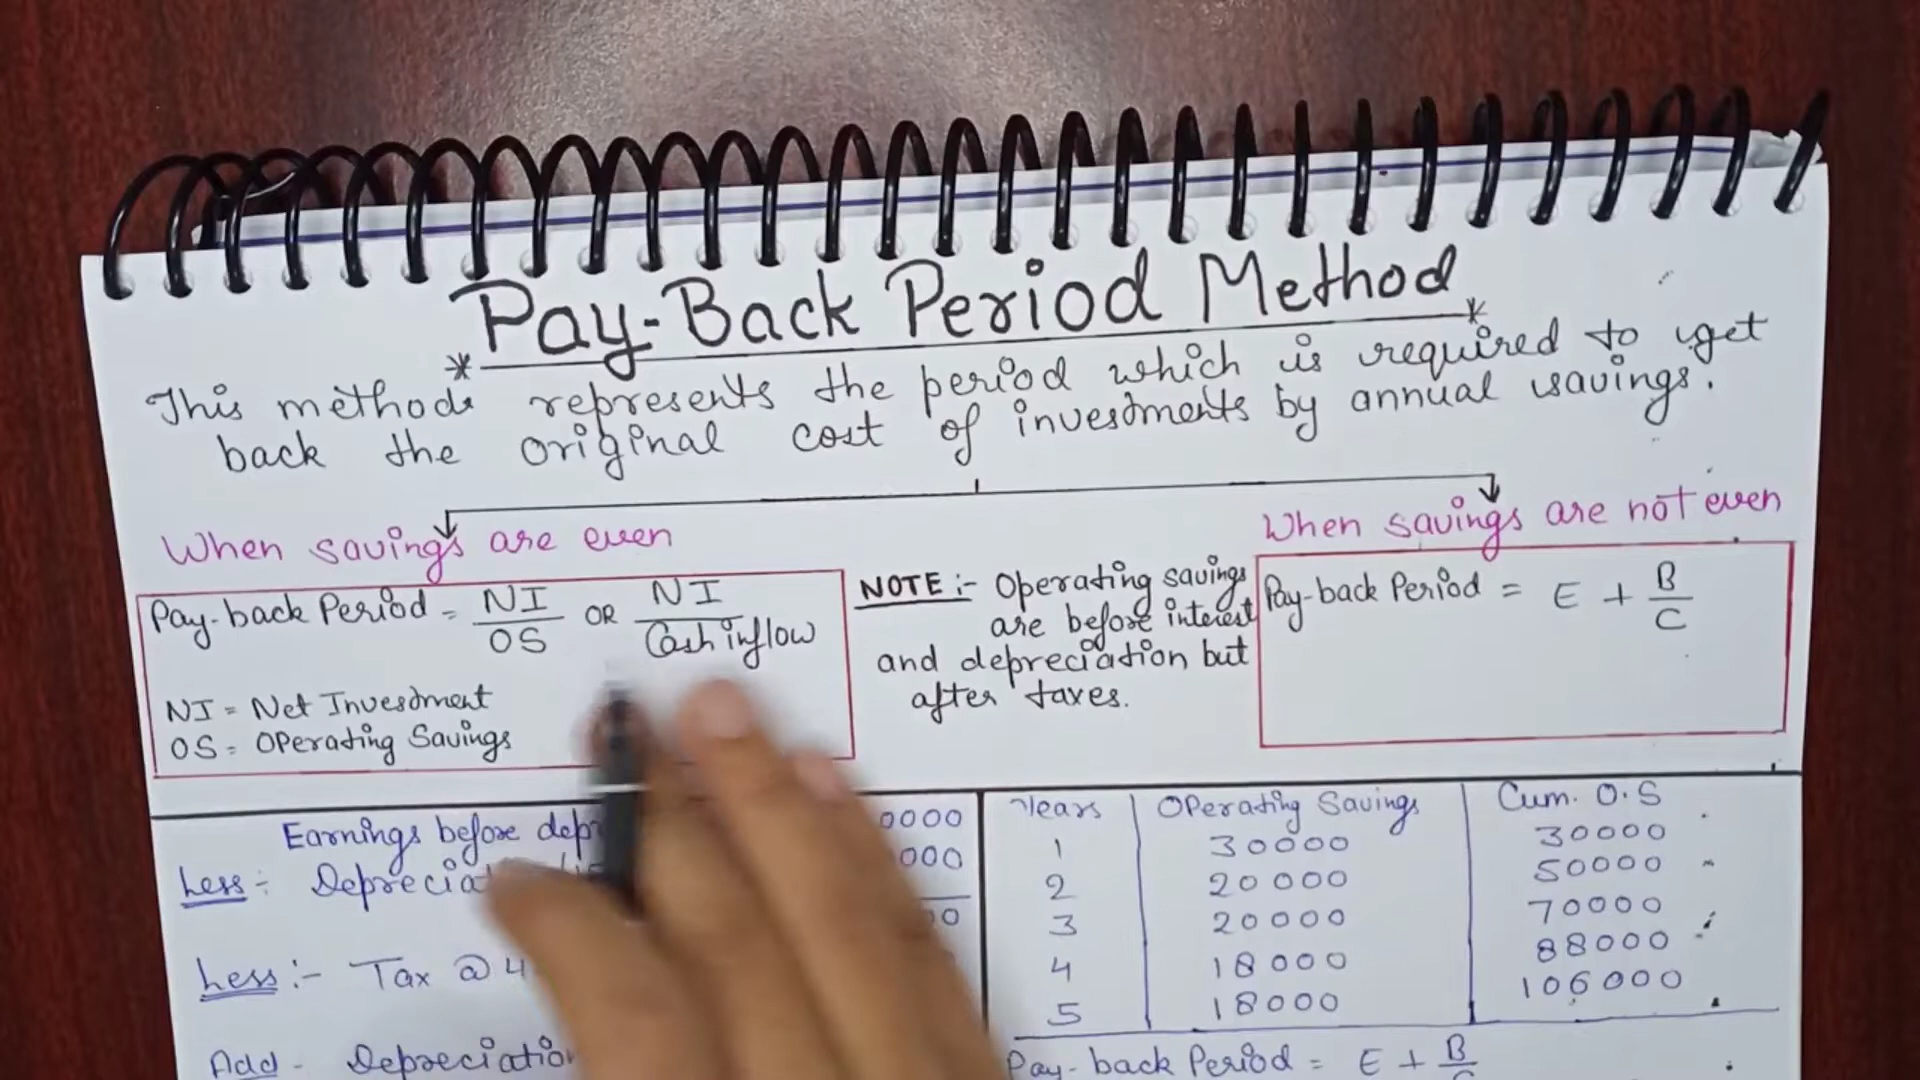 Pay-Back Period Method
This method represents the period which is required to get
back the original cost of investments by annual savings.
When savings are even
Pay-back Period = NI/OS OR NI/Cash inflow
NI = Net Investment
OS = Operating Savings
NOTE :- Operating savings
are before interest
and depreciation but
after taxes.
When savings are not even
Pay-back Period = E + B/C
Earnings before
Less :-
Less :- Tax @
Add - Depreciation
Years Operating Savings Cum. O.S
1 30000 30000
2 20000 50000
3 20000 70000
4 18000 88000
5 18000 106000
Pay-back Period = E + B